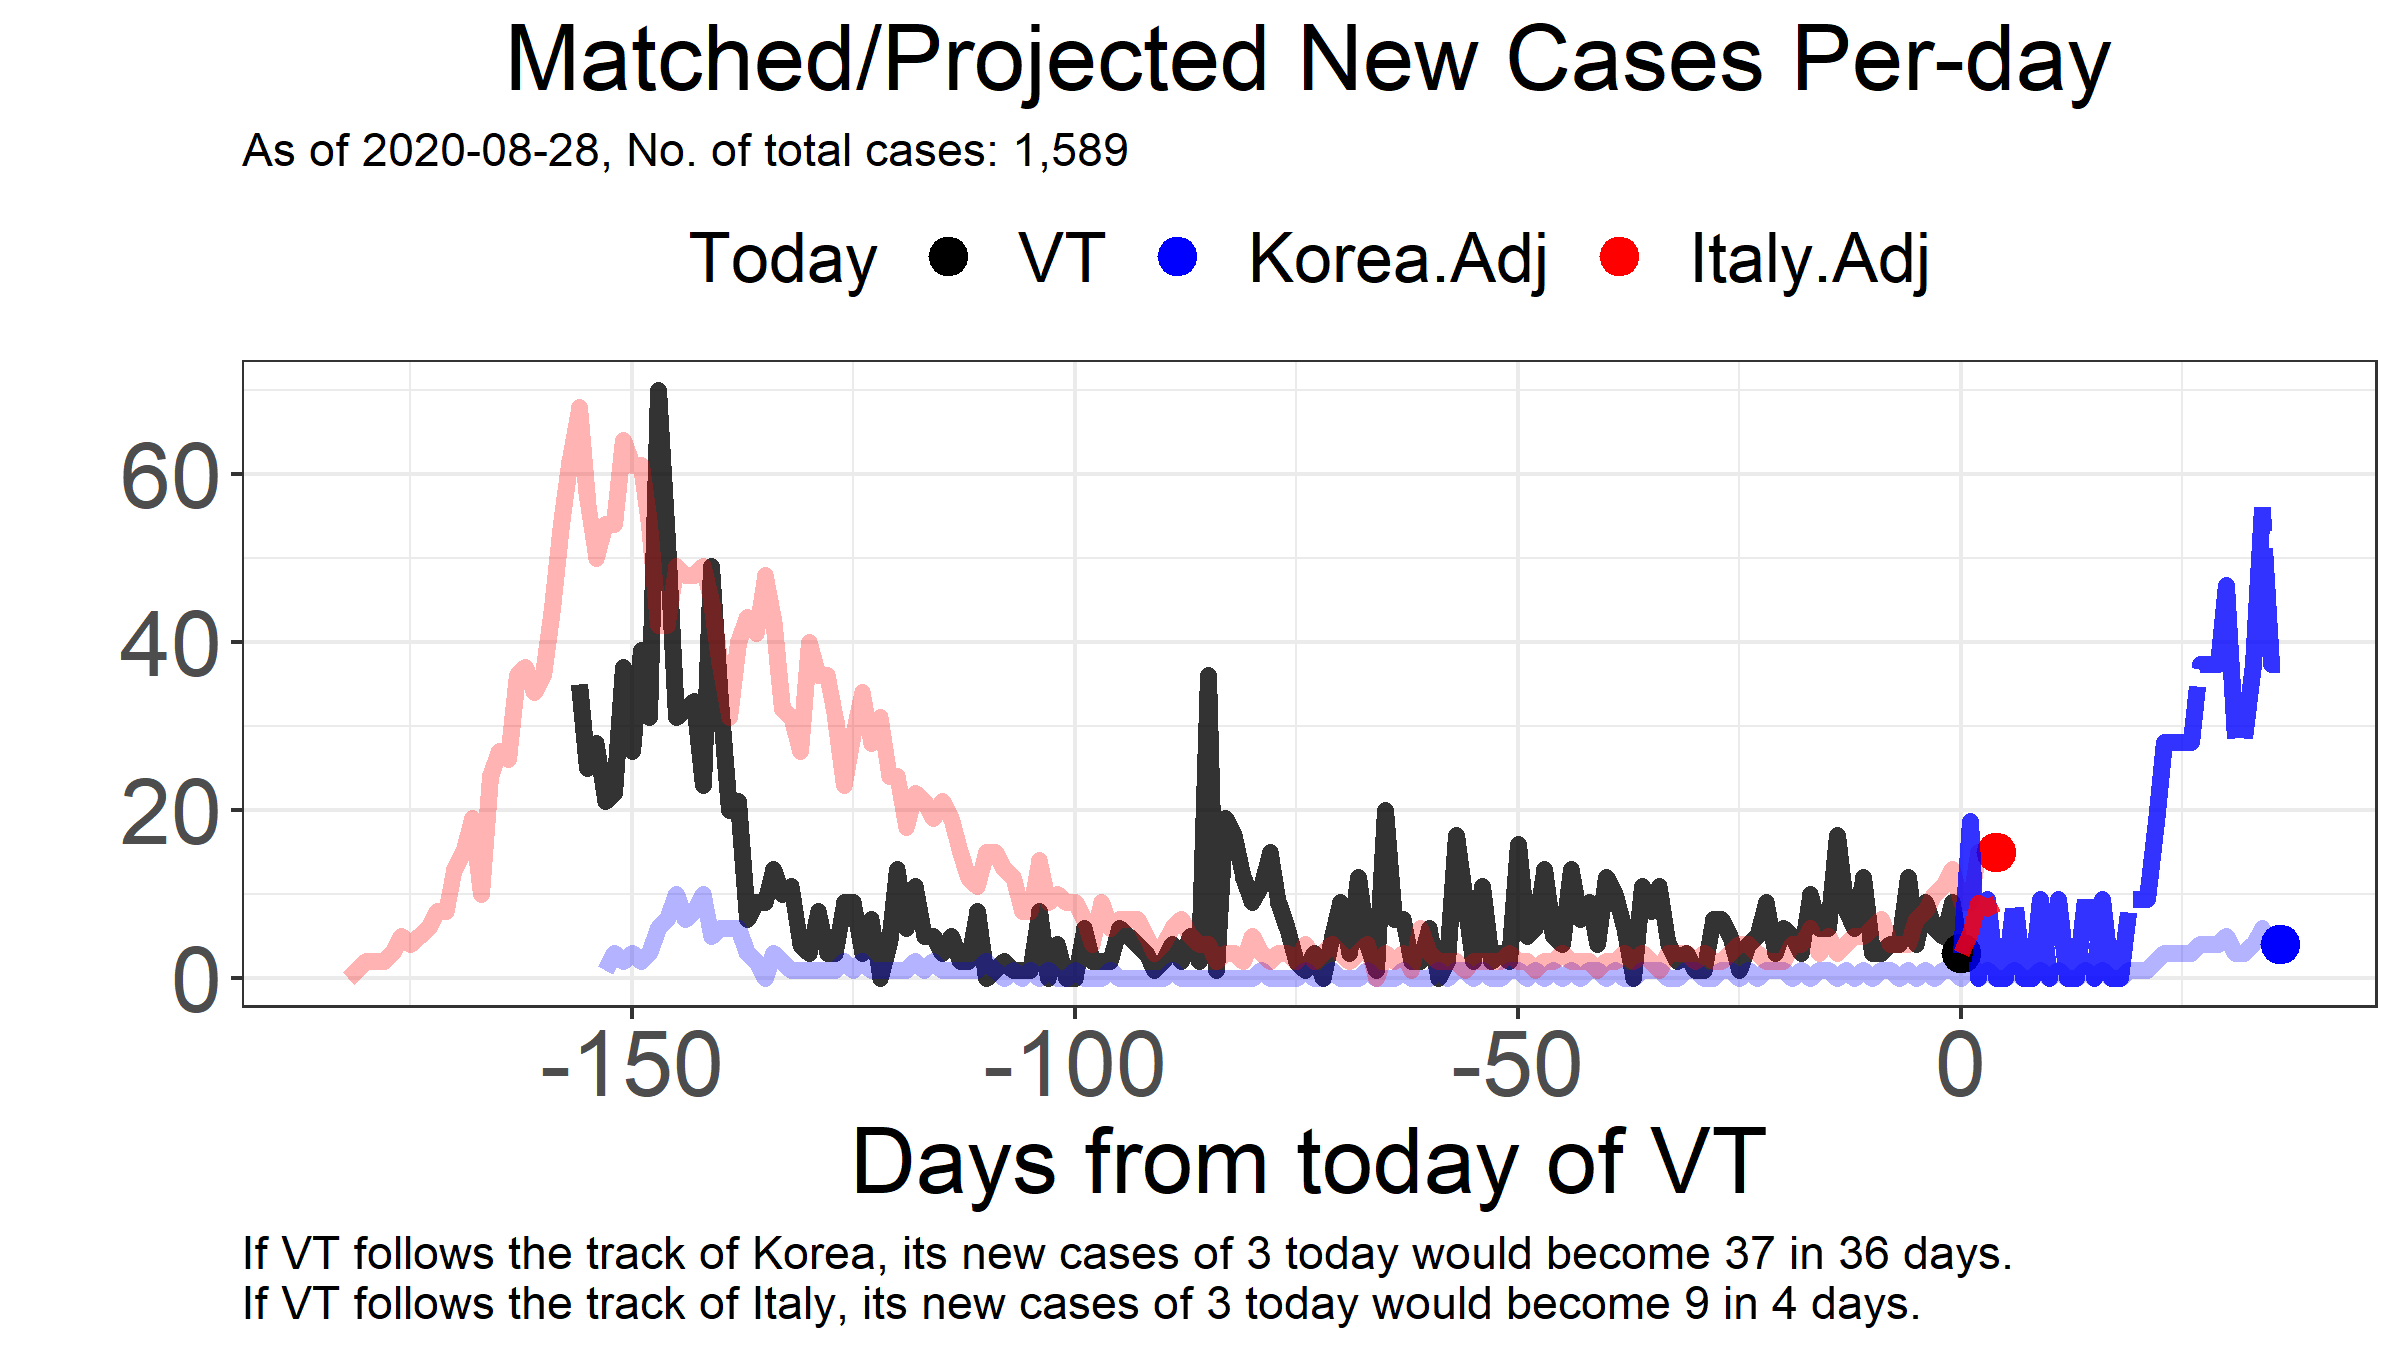 Matched/Projected New Cases Per-day
As of 2020-08-28, No. of total cases: 1,589
Today VT Korea.Adj Italy.Adj
60
40
20
0
-150 -100 -50 0
Days from today of VT
If VT follows the track of Korea, its new cases of 3 today would become 37 in 36 days.
If VT follows the track of Italy, its new cases of 3 today would become 9 in 4 days.